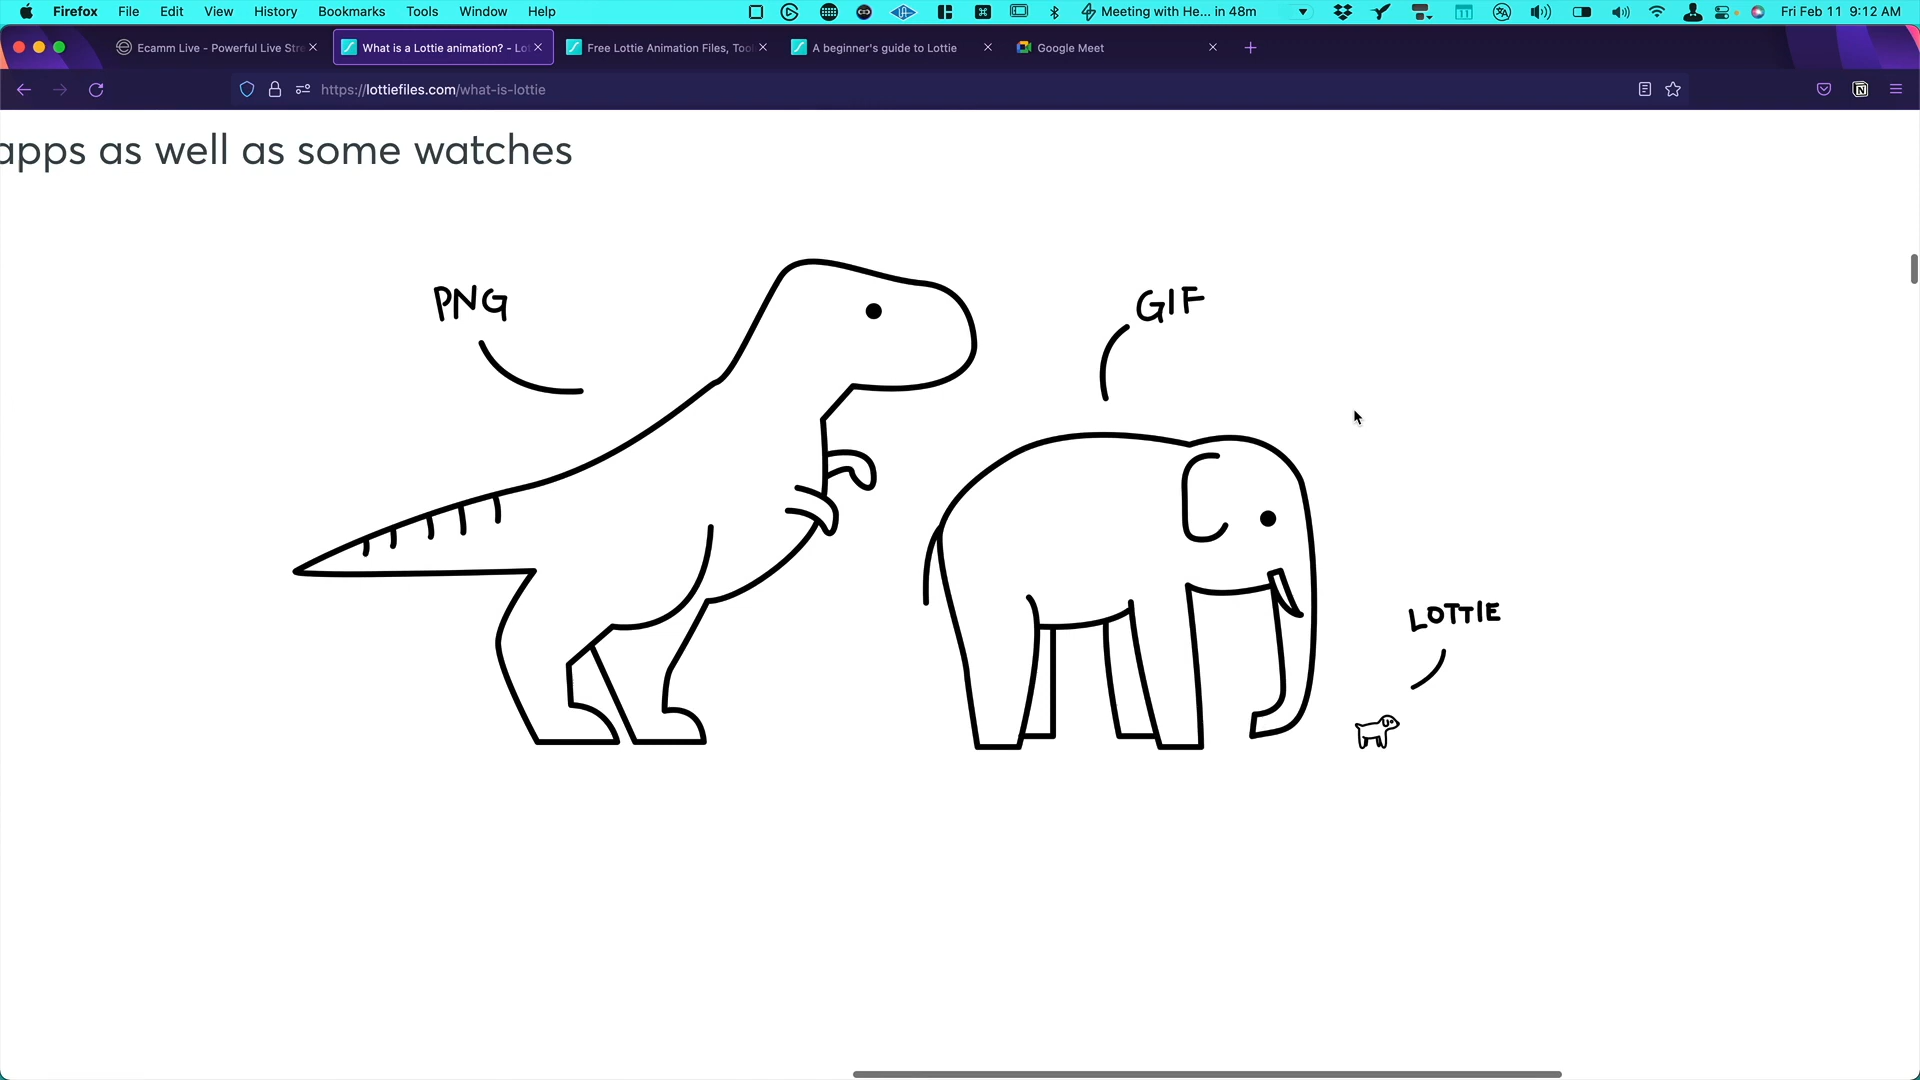 Firefox File Edit View History Bookmarks Tools Window Help Meeting with He... in 48m Fri Feb 11 9:12 AM
Ecamm Live - Powerful Live Stre What is a Lottie animation? - Lo Free Lottie Animation Files, Too A beginner's guide to Lottie Google Meet
https://lottiefiles.com/what-is-lottie
apps as well as some watches
PNG
GIF
LOTTIE